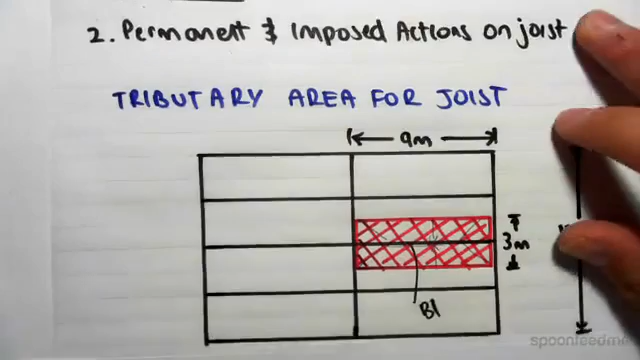 2. Permanent & Imposed Actions on joist
TRIBUTARY AREA FOR JOIST
9m
3m
B1
spoonfeedme